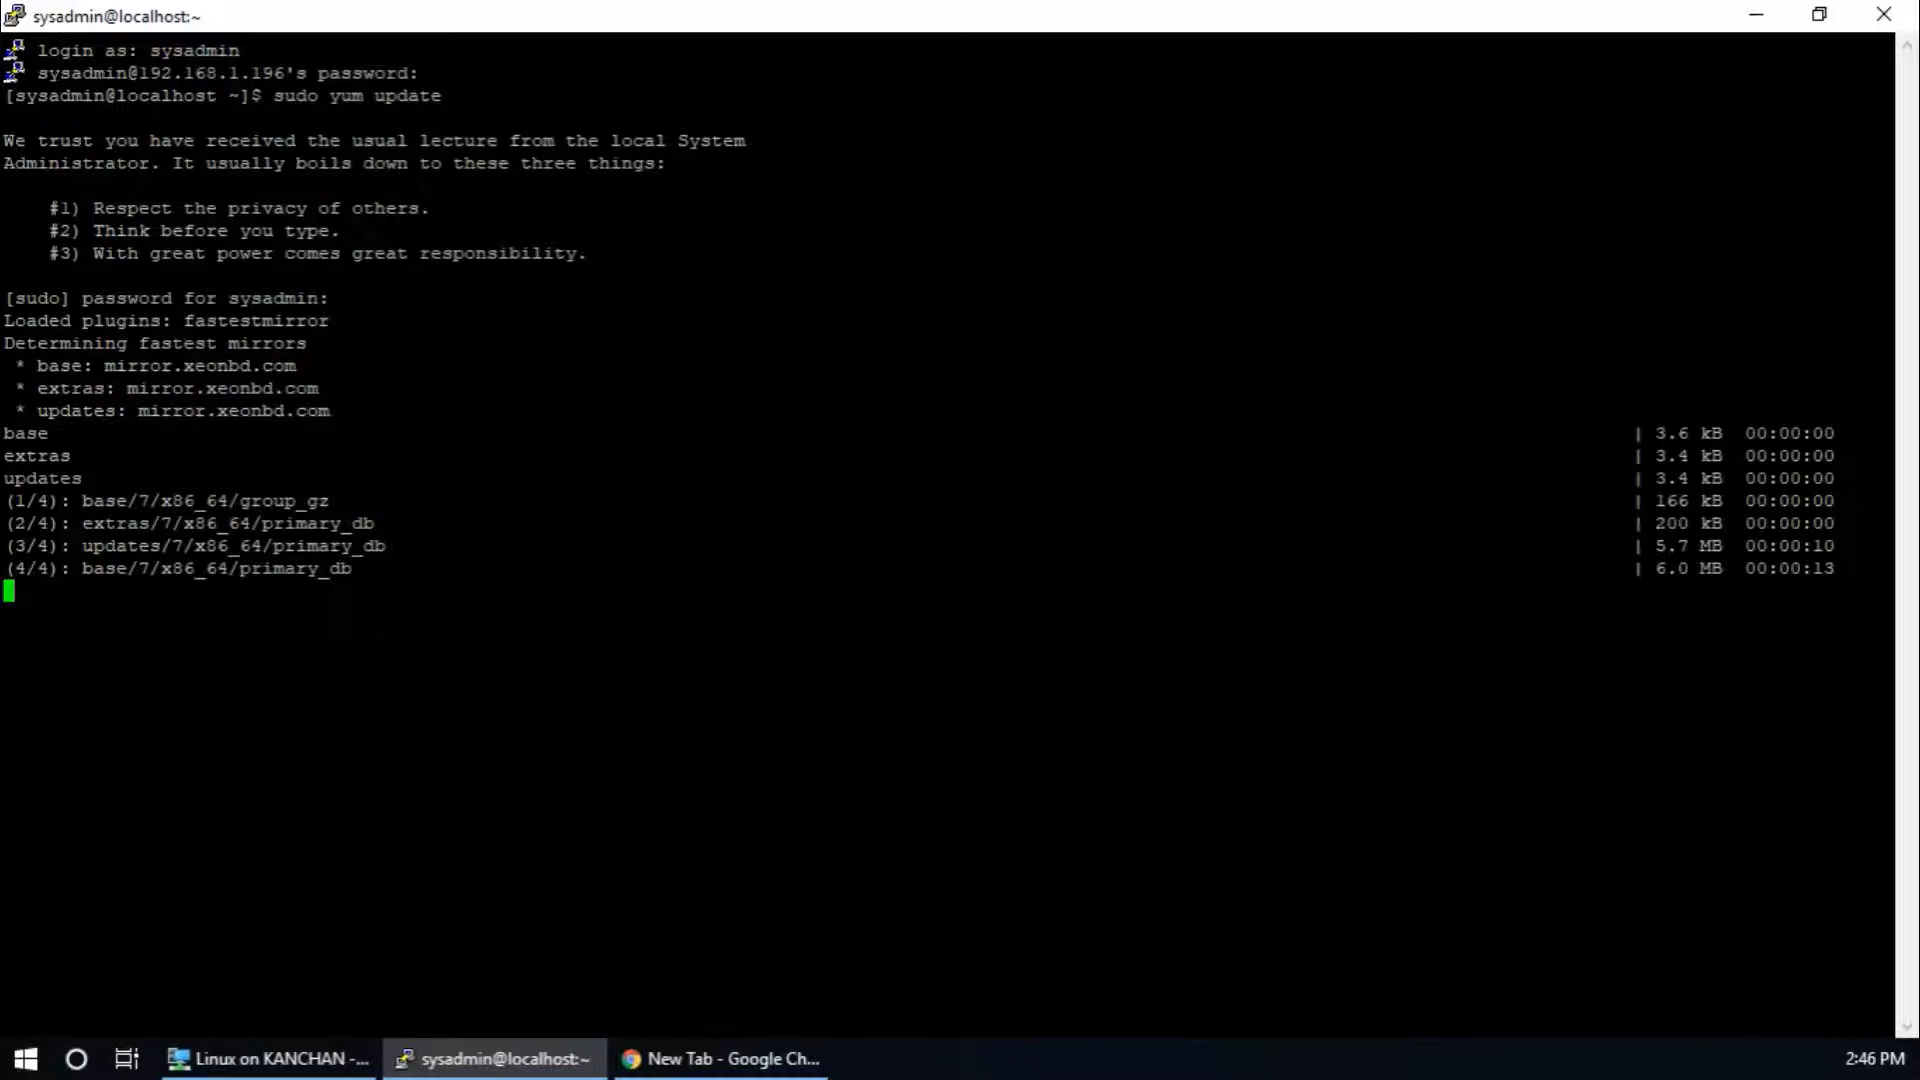 sysadmin@localhost:~
login as: sysadmin
sysadmin@192.168.1.196's password:
[sysadmin@localhost ~]$ sudo yum update
We trust you have received the usual lecture from the local System
Administrator. It usually boils down to these three things:
#1) Respect the privacy of others.
#2) Think before you type.
#3) With great power comes great responsibility.
[sudo] password for sysadmin:
Loaded plugins: fastestmirror
Determining fastest mirrors
* base: mirror.xeonbd.com
* extras: mirror.xeonbd.com
* updates: mirror.xeonbd.com
base | 3.6 kB 00:00:00
extras | 3.4 kB 00:00:00
updates | 3.4 kB 00:00:00
(1/4): base/7/x86_64/group_gz | 166 kB 00:00:00
(2/4): extras/7/x86_64/primary_db | 200 kB 00:00:00
(3/4): updates/7/x86_64/primary_db | 5.7 MB 00:00:10
(4/4): base/7/x86_64/primary_db | 6.0 MB 00:00:13
Linux on KANCHAN -... sysadmin@localhost:~ New Tab - Google Ch... 2:46 PM